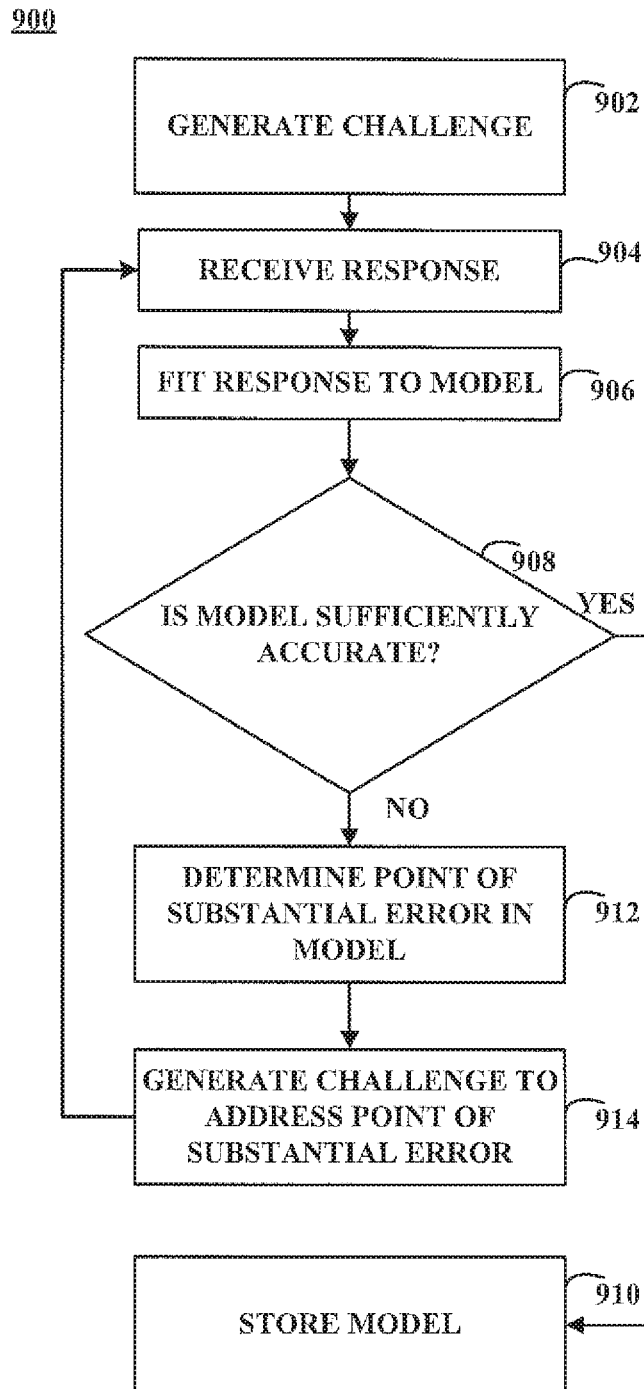 900
GENERATE CHALLENGE
902
RECEIVE RESPONSE
904
FIT RESPONSE TO MODEL
906
908
IS MODEL SUFFICIENTLY
ACCURATE?
YES
NO
DETERMINE POINT OF
SUBSTANTIAL ERROR IN
MODEL
912
GENERATE CHALLENGE TO
ADDRESS POINT OF
SUBSTANTIAL ERROR
914
STORE MODEL
910